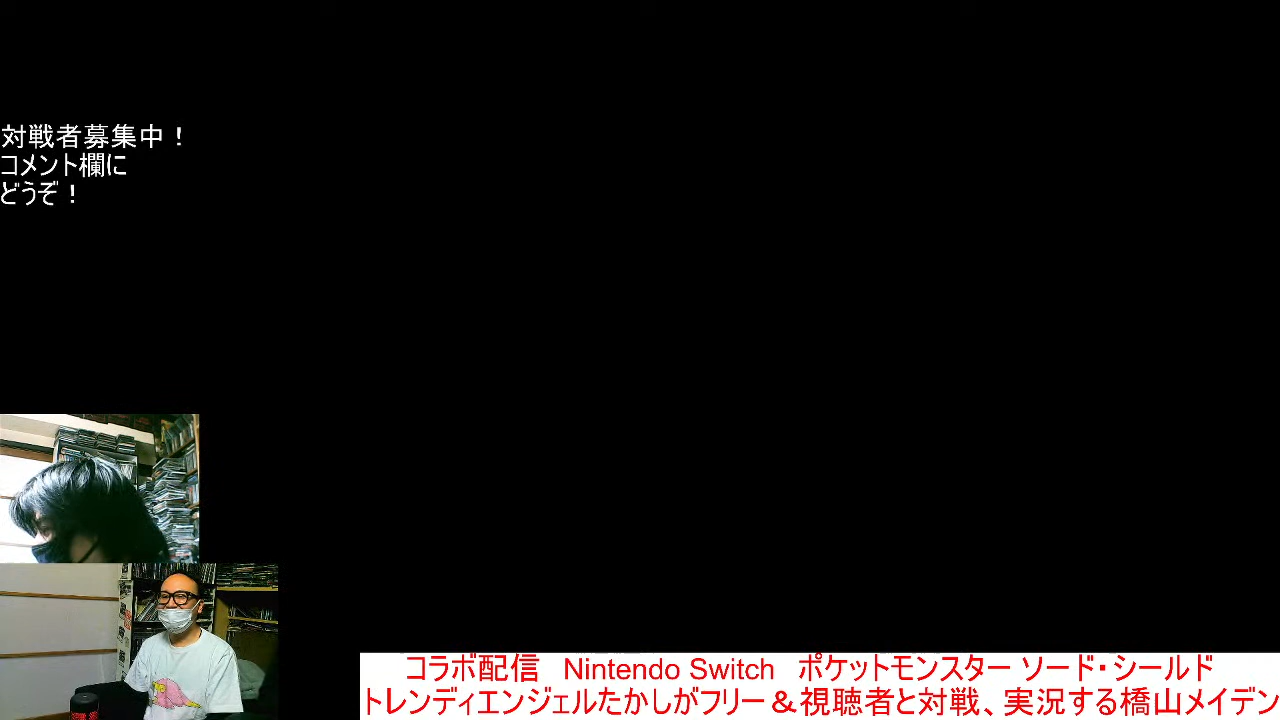 対戦者募集中！
コメント欄に
どうぞ！
コラボ配信　Nintendo Switch　ポケットモンスター ソード・シールド
トレンディエンジェルたかしがフリー＆視聴者と対戦、実況する橋山メイデン